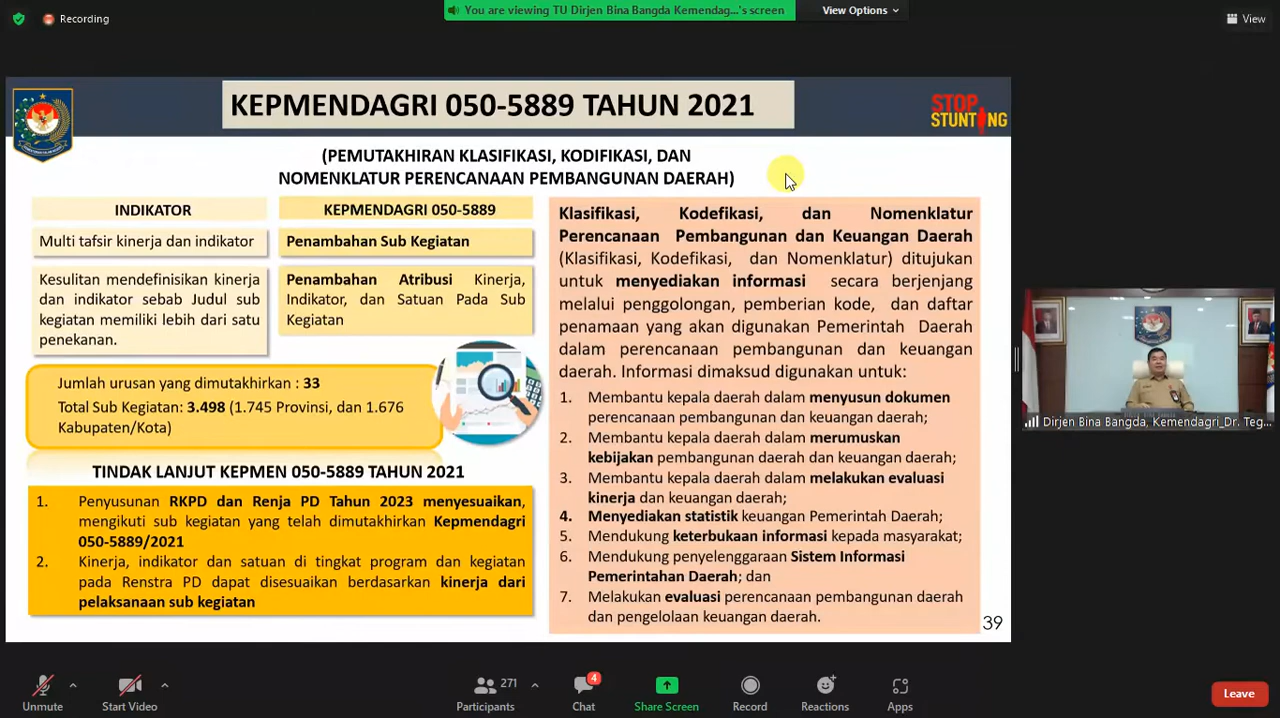 Recording
You are viewing TU Dirjen Bina Bangda Kemendag...'s screen
View Options
View
KEPMENDAGRI 050-5889 TAHUN 2021
STOP
STUNTING
(PEMUTAKHIRAN KLASIFIKASI, KODIFIKASI, DAN
NOMENKLATUR PERENCANAAN PEMBANGUNAN DAERAH)
INDIKATOR
KEPMENDAGRI 050-5889
Multi tafsir kinerja dan indikator
Penambahan Sub Kegiatan
Kesulitan mendefinisikan kinerja
dan indikator sebab Judul sub
kegiatan memiliki lebih dari satu
penekanan.
Penambahan Atribusi Kinerja,
Indikator, dan Satuan Pada Sub
Kegiatan
Jumlah urusan yang dimutakhirkan : 33
Total Sub Kegiatan: 3.498 (1.745 Provinsi, dan 1.676
Kabupaten/Kota)
TINDAK LANJUT KEPMEN 050-5889 TAHUN 2021
1. Penyusunan RKPD dan Renja PD Tahun 2023 menyesuaikan,
mengikuti sub kegiatan yang telah dimutakhirkan Kepmendagri
050-5889/2021
2. Kinerja, indikator dan satuan di tingkat program dan kegiatan
pada Renstra PD dapat disesuaikan berdasarkan kinerja dari
pelaksanaan sub kegiatan
Klasifikasi, Kodefikasi, dan Nomenklatur
Perencanaan Pembangunan dan Keuangan Daerah
(Klasifikasi, Kodefikasi, dan Nomenklatur) ditujukan
untuk menyediakan informasi secara berjenjang
melalui penggolongan, pemberian kode, dan daftar
penamaan yang akan digunakan Pemerintah Daerah
dalam perencanaan pembangunan dan keuangan
daerah. Informasi dimaksud digunakan untuk:
1. Membantu kepala daerah dalam menyusun dokumen
perencanaan pembangunan dan keuangan daerah;
2. Membantu kepala daerah dalam merumuskan
kebijakan pembangunan daerah dan keuangan daerah;
3. Membantu kepala daerah dalam melakukan evaluasi
kinerja dan keuangan daerah;
4. Menyediakan statistik keuangan Pemerintah Daerah;
5. Mendukung keterbukaan informasi kepada masyarakat;
6. Mendukung penyelenggaraan Sistem Informasi
Pemerintahan Daerah; dan
7. Melakukan evaluasi perencanaan pembangunan daerah
dan pengelolaan keuangan daerah.
39
Dirjen Bina Bangda, Kemendagri_Dr. Teg...
Unmute
Start Video
271
Participants
4
Chat
Share Screen
Record
Reactions
Apps
Leave